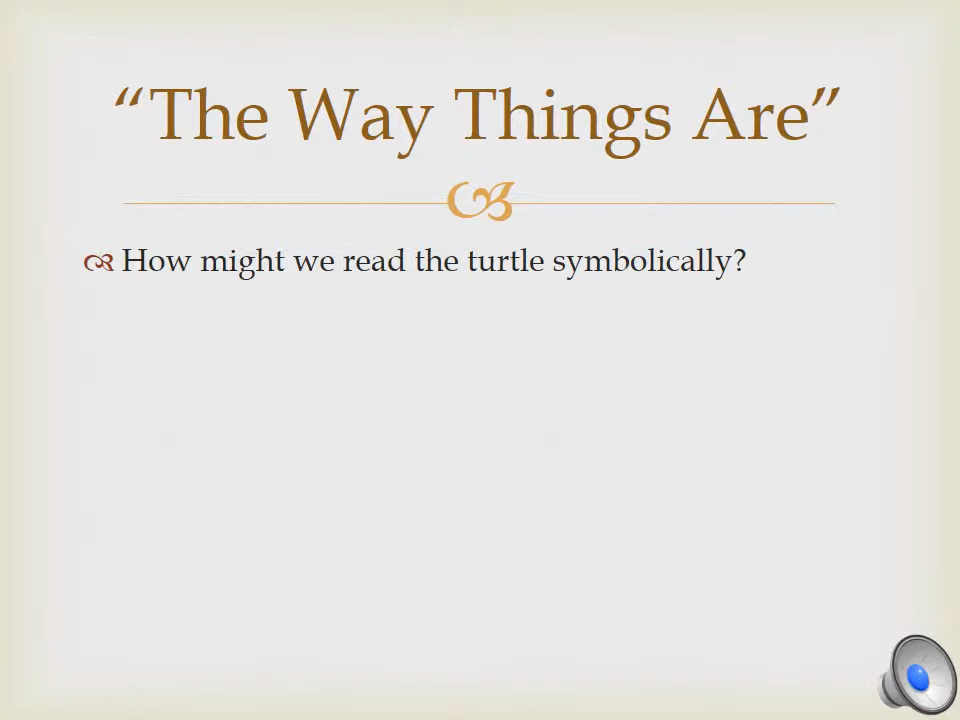 “The Way Things Are”
How might we read the turtle symbolically?